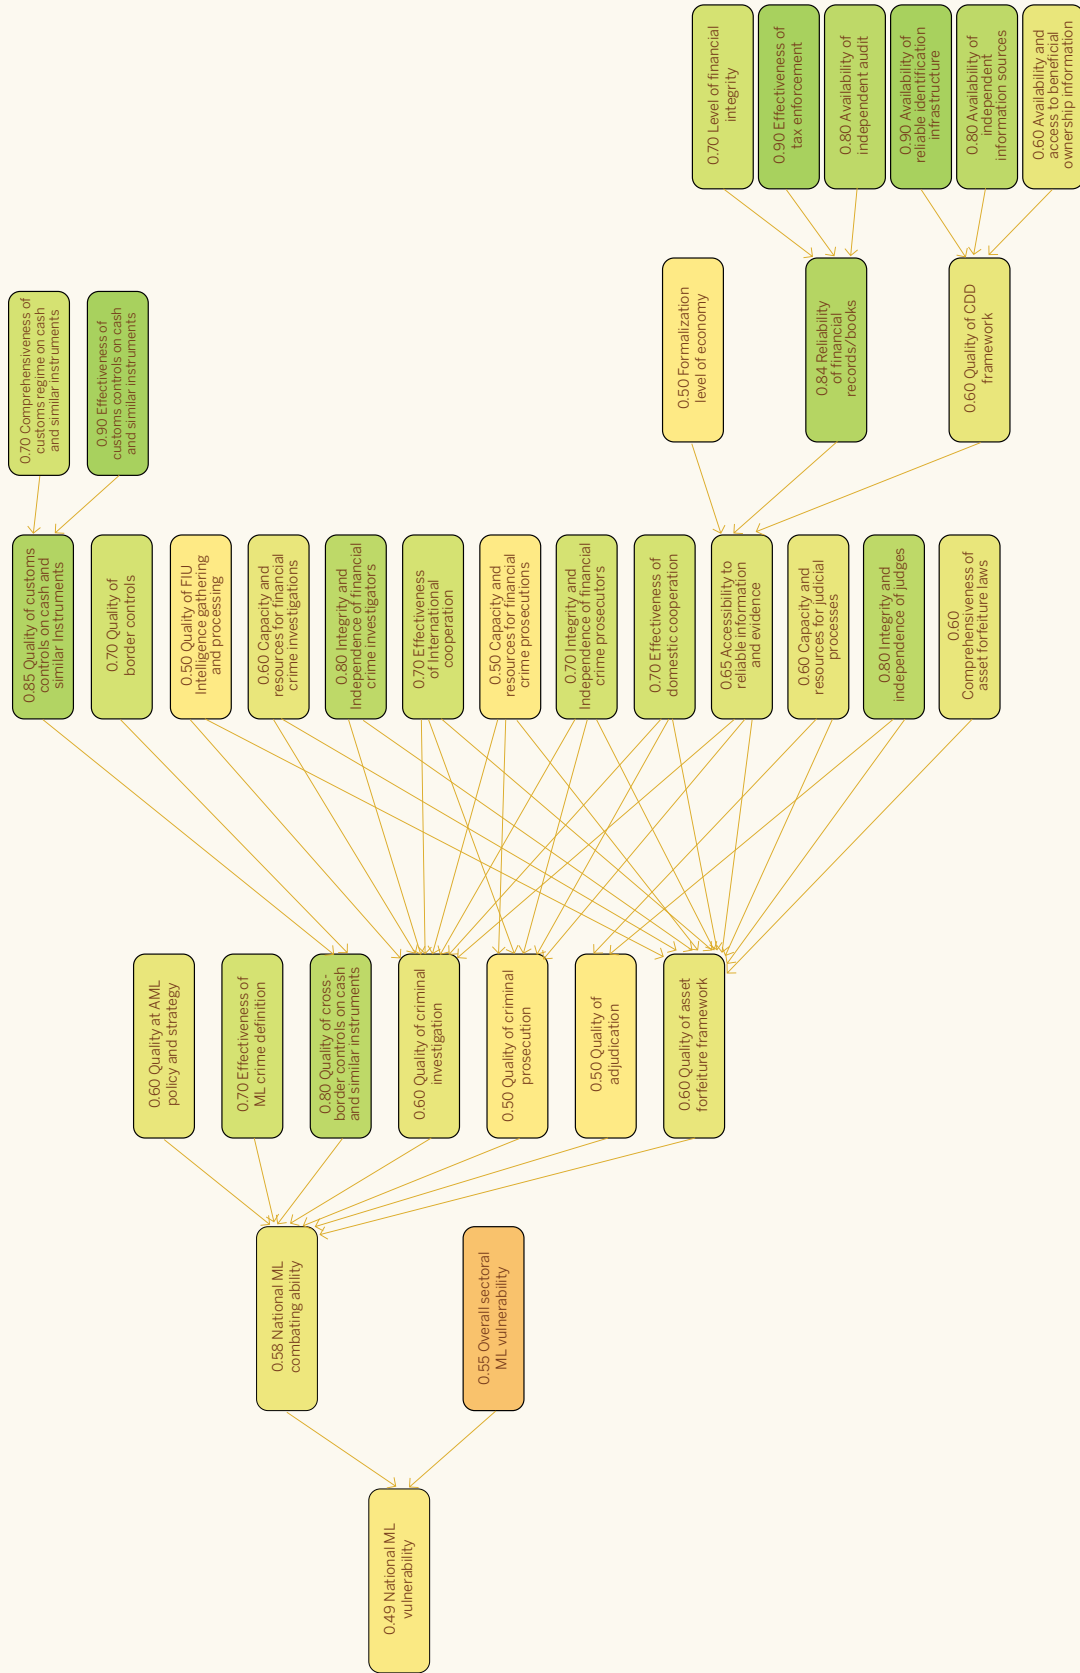 0.70 Comprehensiveness of
customs regime on cash
and similar instruments
0.90 Effectiveness of
customs controls on cash
and similar instruments
0.70 Level of financial
integrity
0.90 Effectiveness of
tax enforcement
0.80 Availability of
independent audit
0.90 Availability of
reliable identification
infrastructure
0.80 Availability of
independent
information sources
0.60 Availability and
access to beneficial
ownership information
0.50 Formalization
level of economy
0.84 Reliability
of financial
records/books
0.60 Quality of CDD
framework
0.85 Quality of customs
controls on cash and
similar Instruments
0.70 Quality of
border controls
0.50 Quality of FIU
Intelligence gathering
and processing
0.60 Capacity and
resources for financial
crime investigations
0.80 Integrity and
Independence of financial
crime investigators
0.70 Effectiveness
of International
cooperation
0.50 Capacity and
resources for financial
crime prosecutions
0.70 Integrity and
Independence of financial
crime prosecutors
0.70 Effectiveness of
domestic cooperation
0.65 Accessibility to
reliable information
and evidence
0.60 Capacity and
resources for judicial
processes
0.80 Integrity and
independence of judges
0.60
Comprehensiveness of
asset forfeiture laws
0.60 Quality at AML
policy and strategy
0.70 Effectiveness of
ML crime definition
0.80 Quality of cross-
border controls on cash
and similar instruments
0.60 Quality of criminal
investigation
0.50 Quality of criminal
prosecution
0.50 Quality of
adjudication
0.60 Quality of asset
forfeiture framework
0.58 National ML
combating ability
0.55 Overall sectoral
ML vulnerability
0.49 National ML
vulnerability